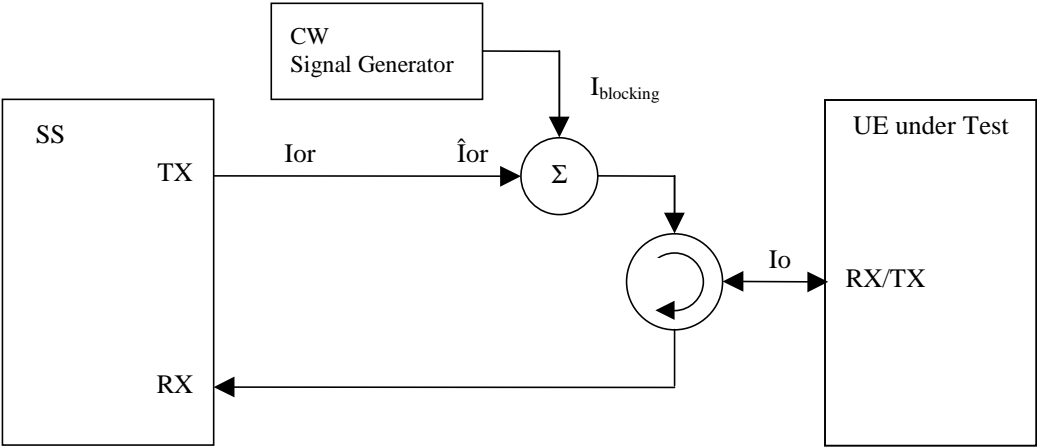 CW
Signal Generator
I_blocking
SS
UE under Test
TX
Ior
Îor
Σ
Io
RX/TX
RX